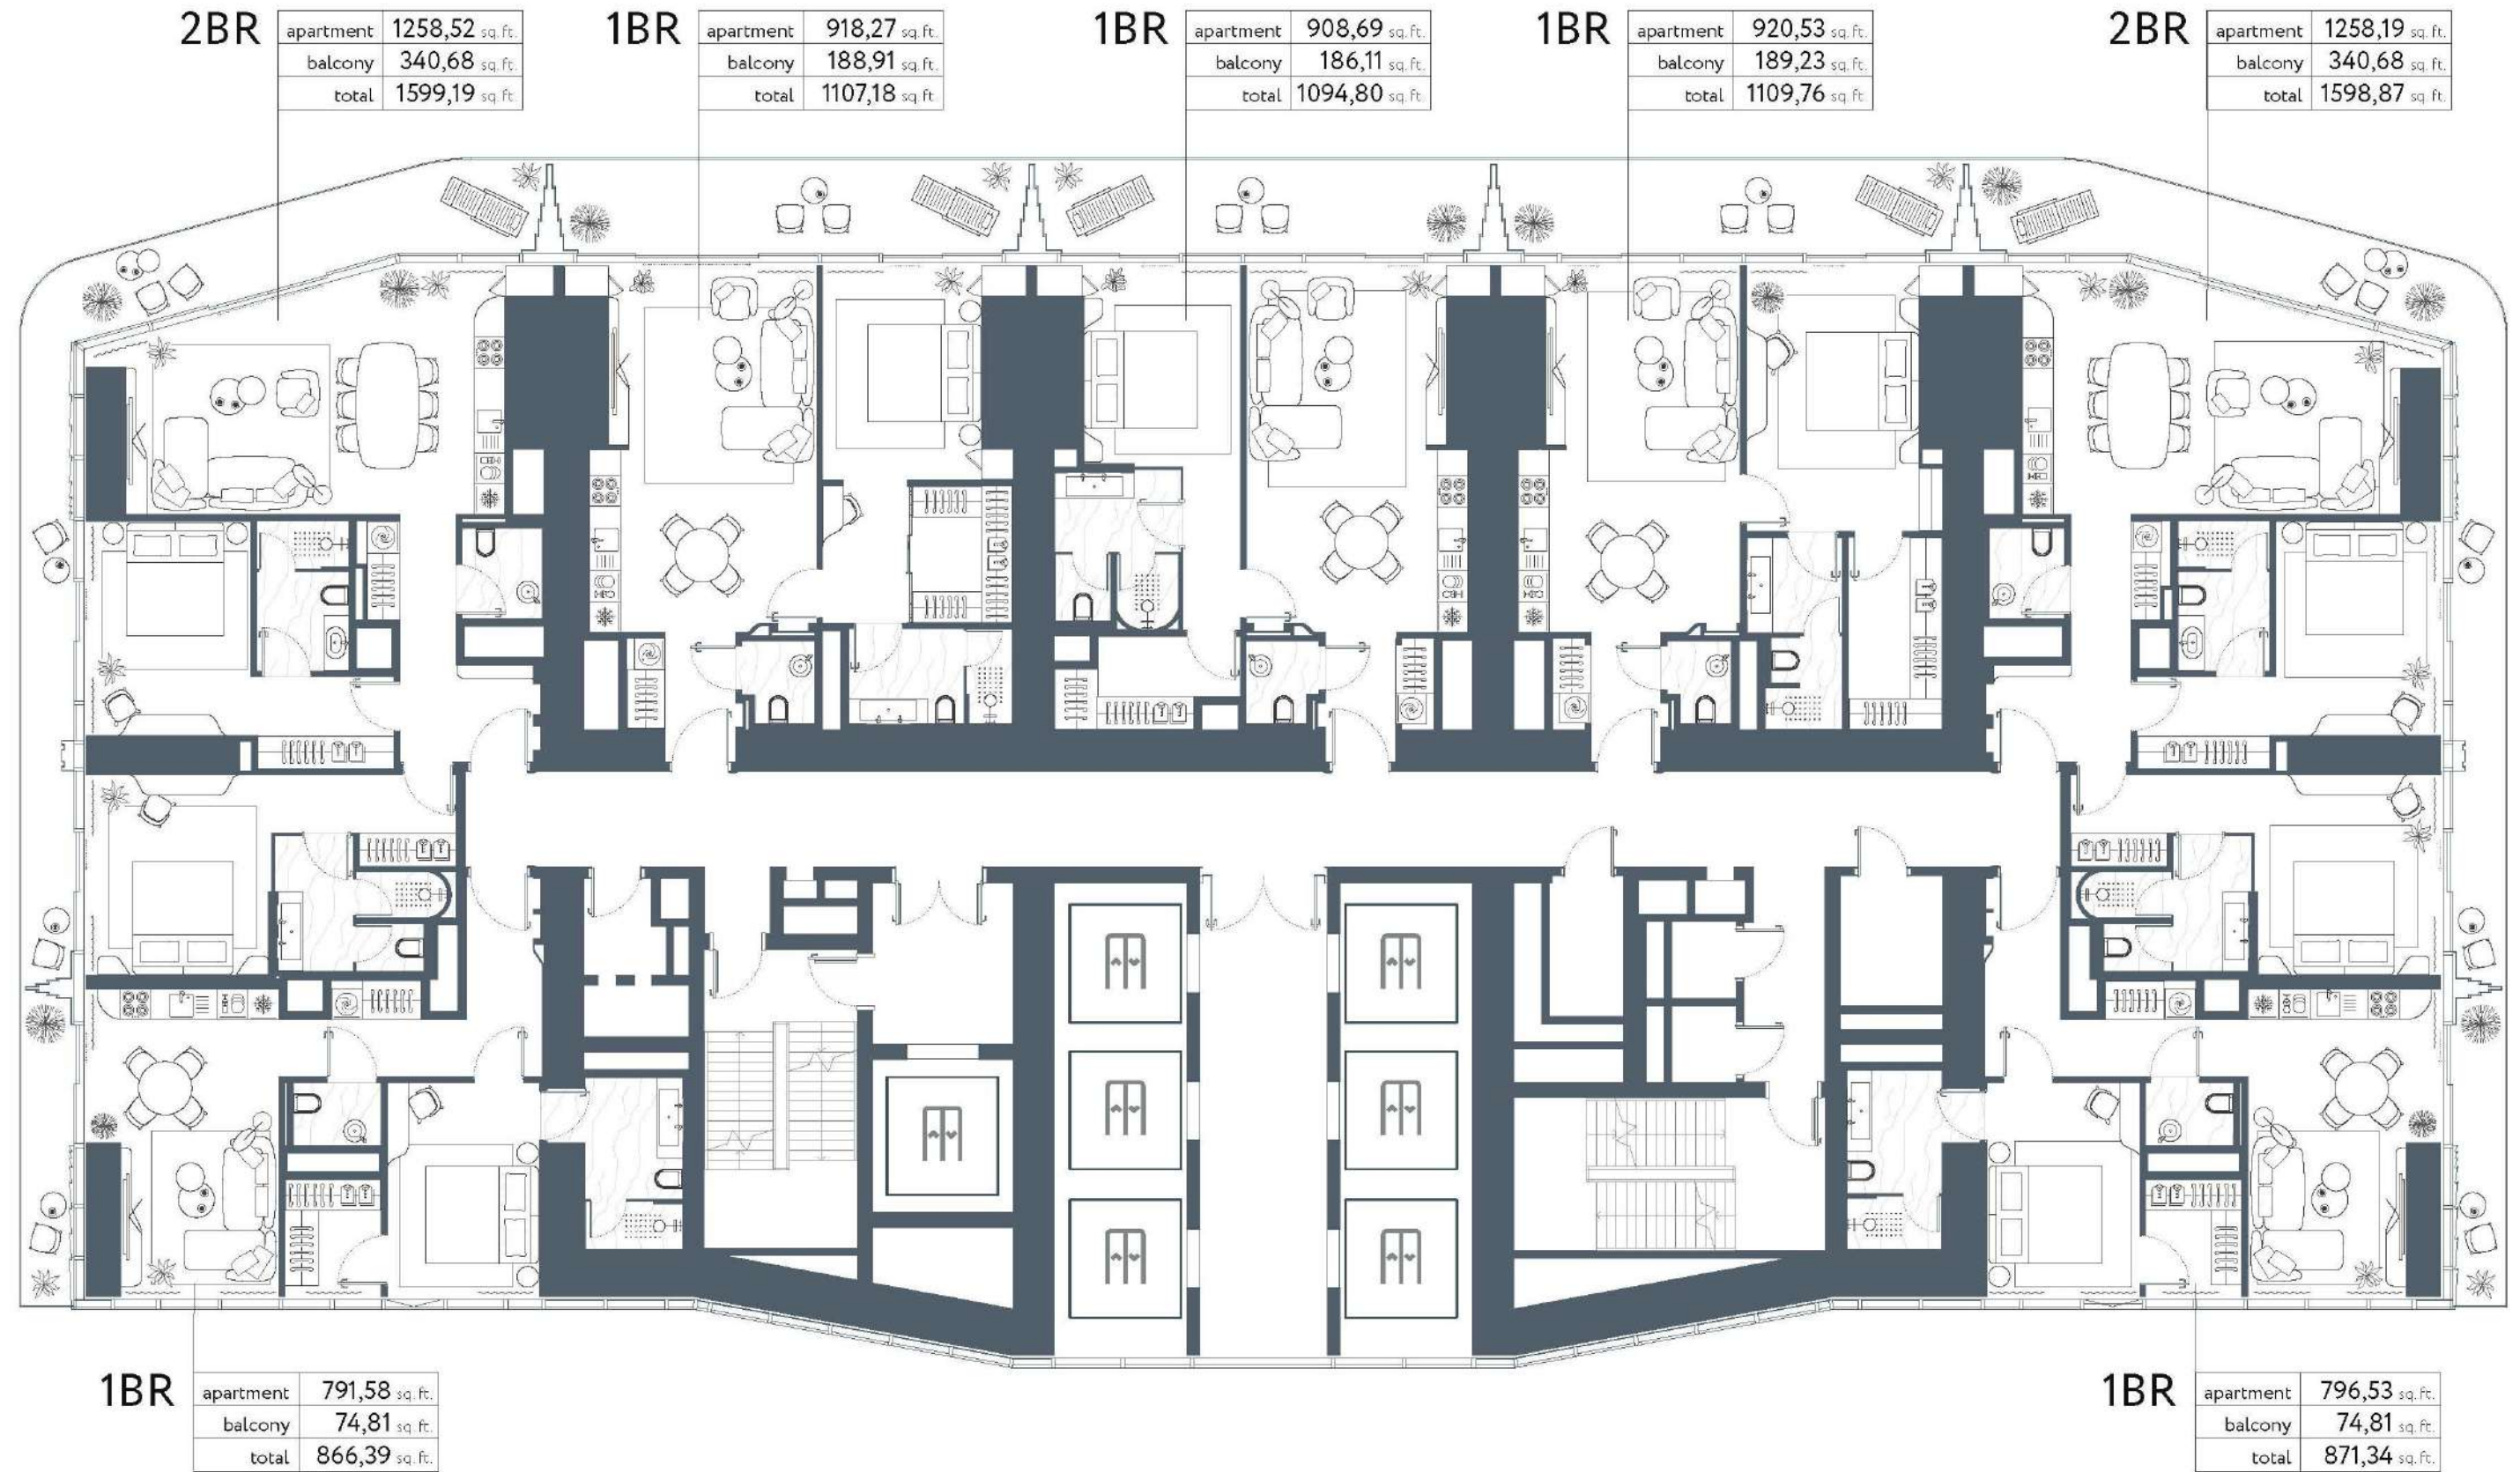 2BR
apartment 1258,52 sq.ft.
balcony 340,68 sq.ft.
total 1599,19 sq.ft.
1BR
apartment 918,27 sq.ft.
balcony 188,91 sq.ft.
total 1107,18 sq.ft
1BR
apartment 908,69 sq.ft.
balcony 186,11 sq.ft.
total 1094,80 sq.ft.
1BR
apartment 920,53 sq.ft.
balcony 189,23 sq.ft.
total 1109,76 sq.ft.
2BR
apartment 1258,19 sq.ft.
balcony 340,68 sq.ft.
total 1598,87 sq.ft.
1BR
apartment 791,58 sq.ft.
balcony 74,81 sq.ft.
total 866,39 sq.ft.
1BR
apartment 796,53 sq.ft.
balcony 74,81 sq.ft.
total 871,34 sq.ft.